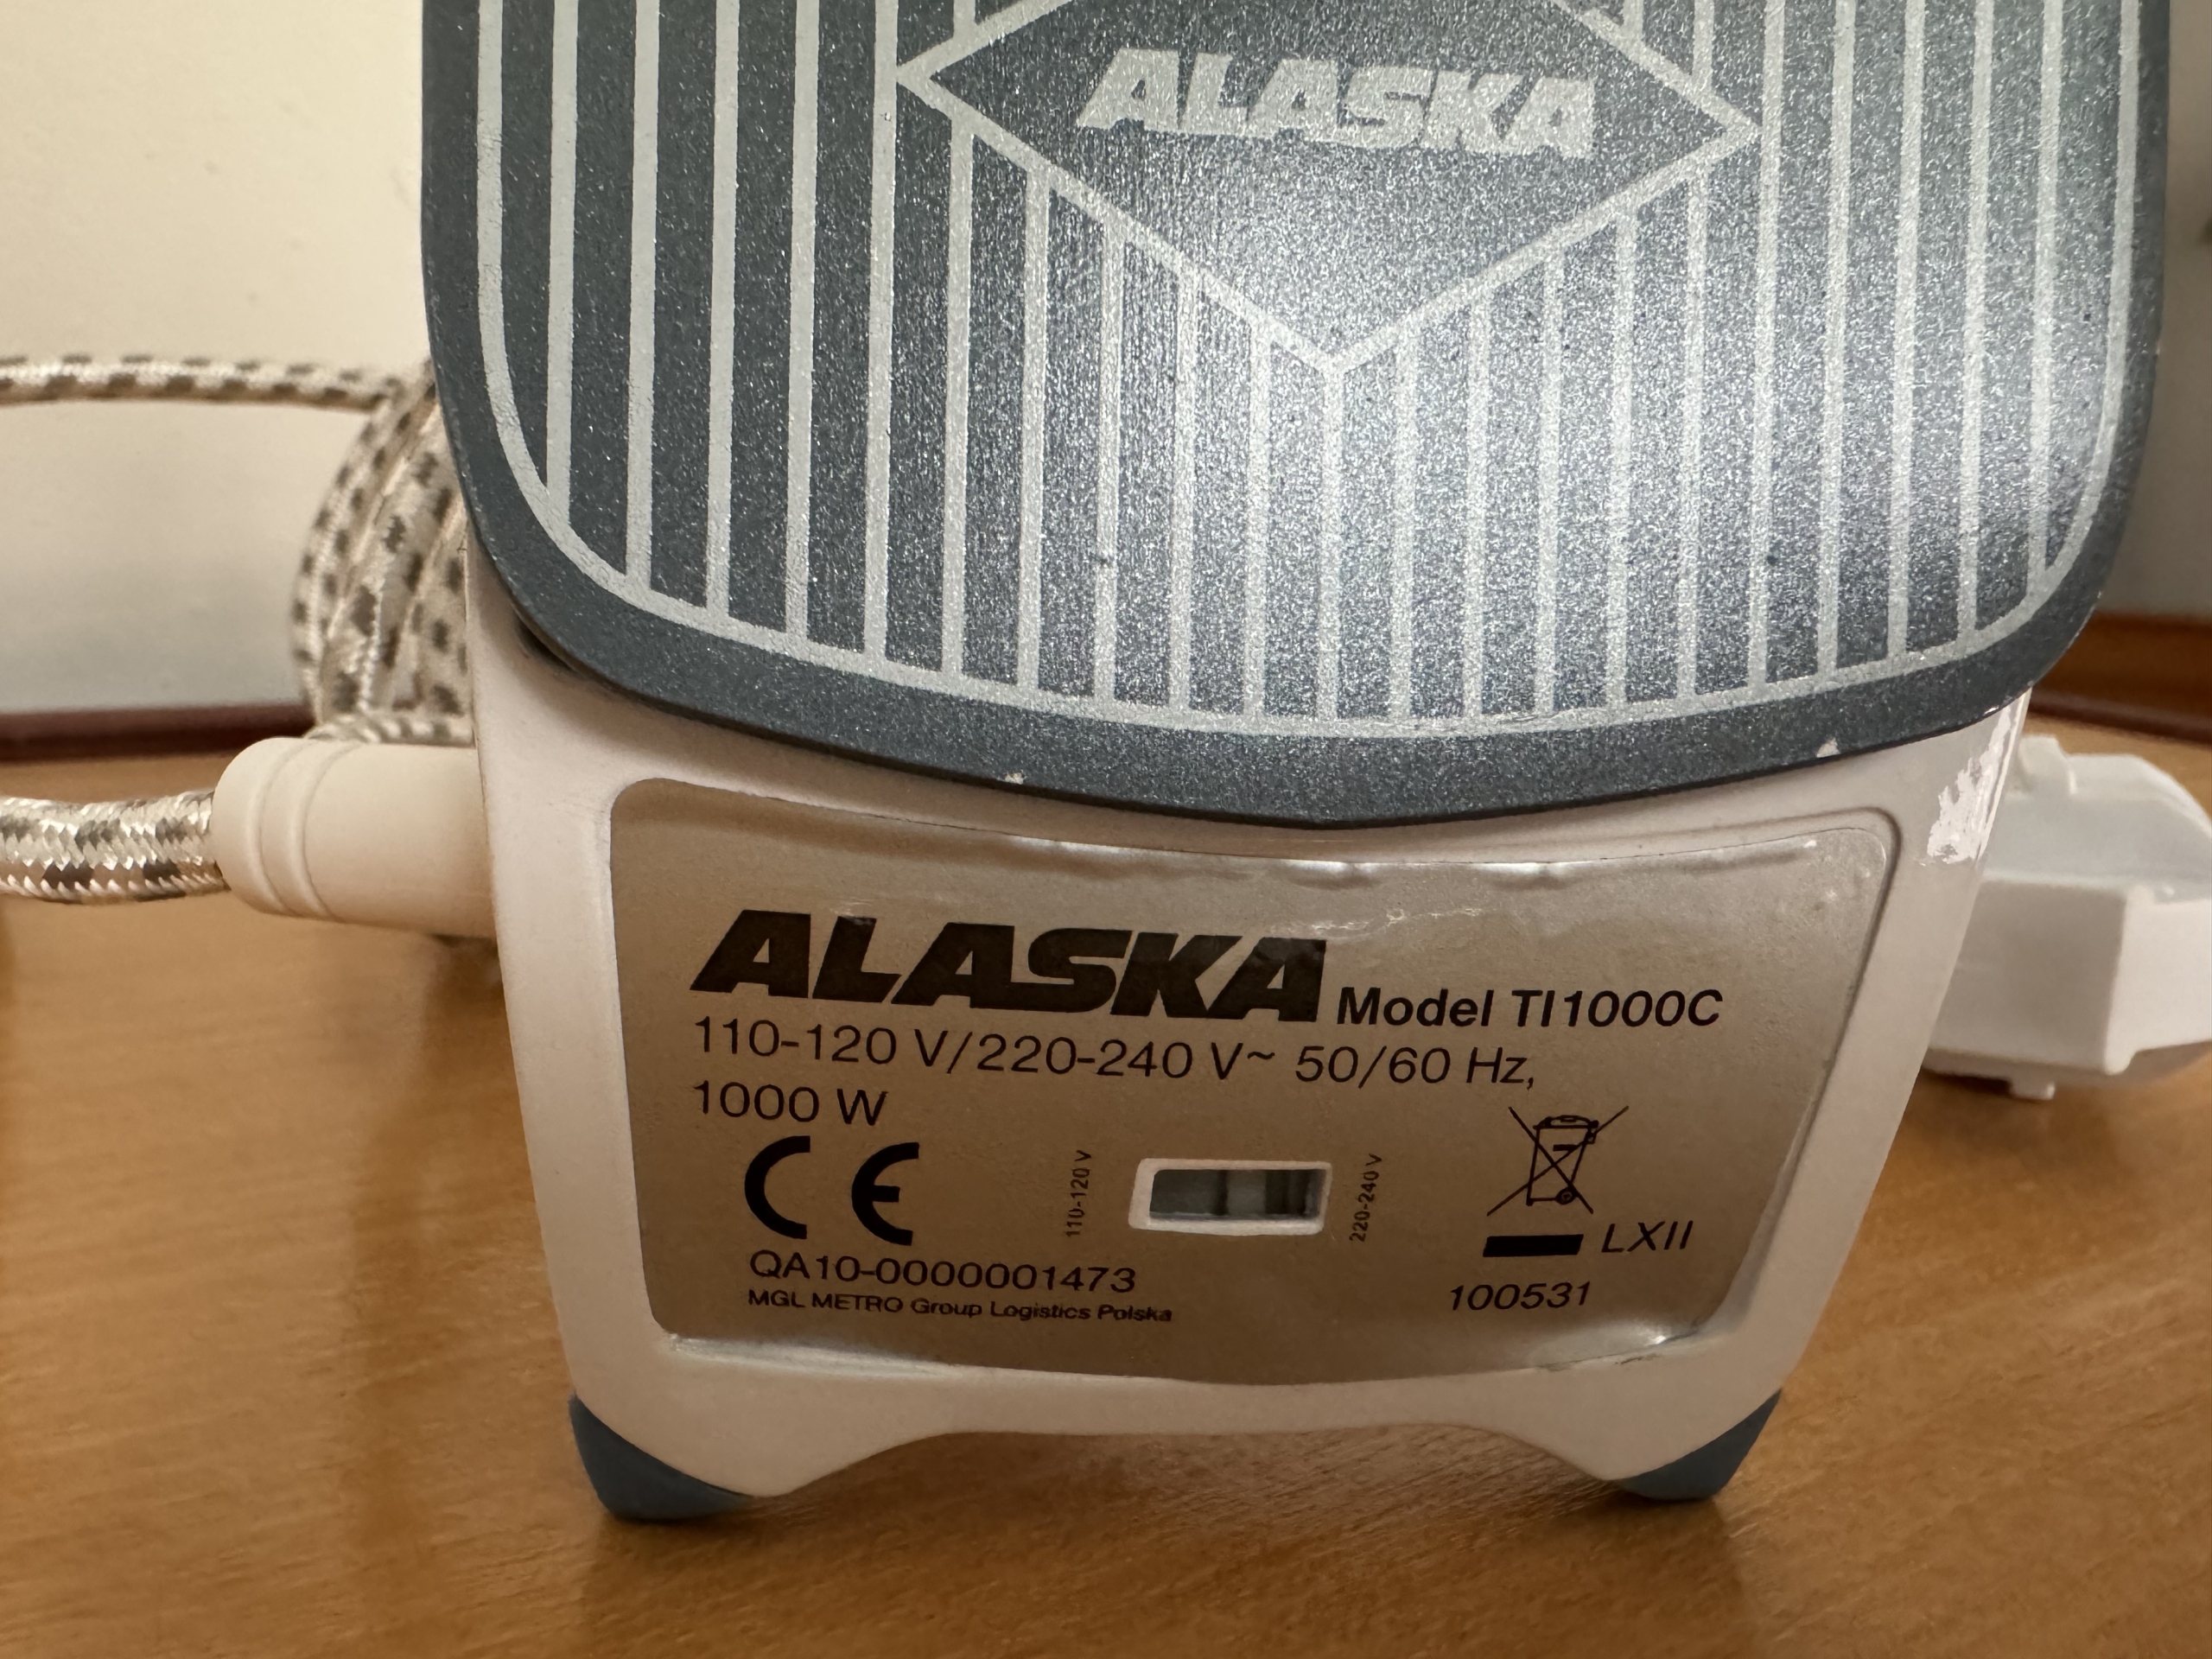 ALASKA
ALASKA Model TI1000C
110-120 V/220-240 V~ 50/60 Hz,
1000 W
CE
110-120 V
220-240 V
LXII
QA10-0000001473
100531
MGL METRO Group Logistics Polska